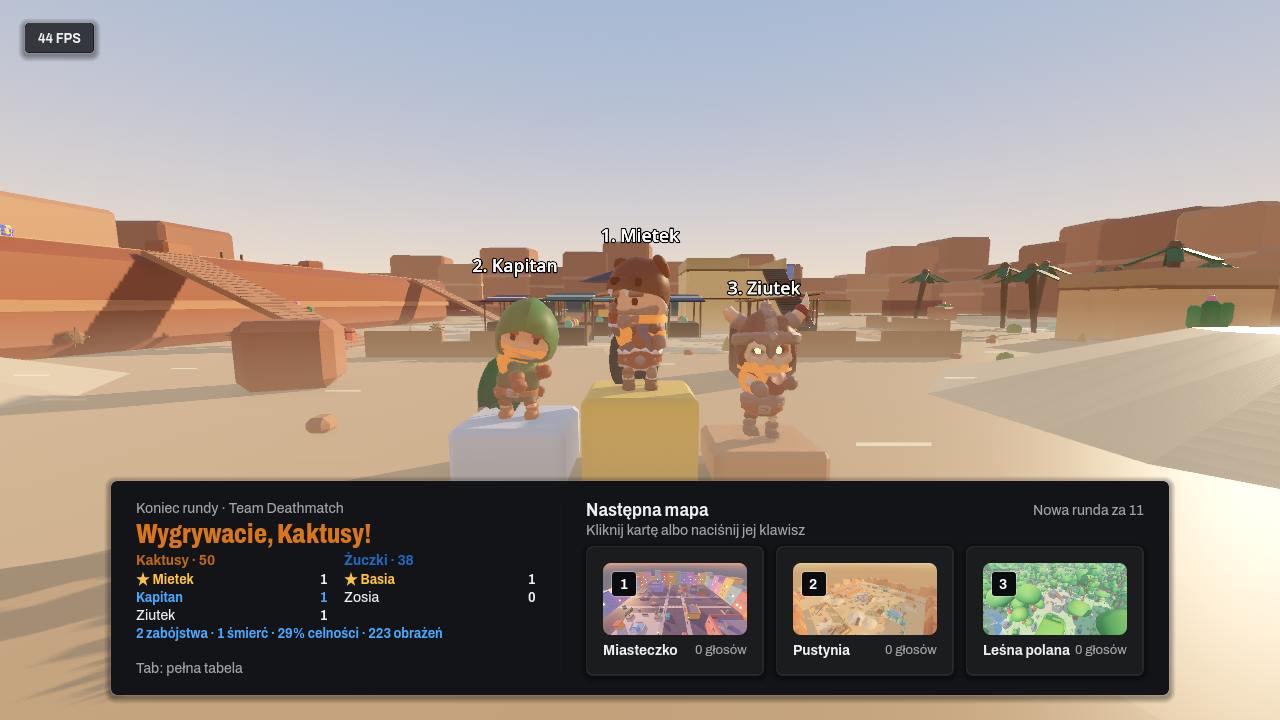 44 FPS
1. Mietek
2. Kapitan
3. Ziutek
Koniec rundy · Team Deathmatch
Wygrywacie, Kaktusy!
Kaktusy · 50
★ Mietek 1
Kapitan 1
Ziutek 1
Żuczki · 38
★ Basia 1
Zosia 0
2 zabójstwa · 1 śmierć · 29% celności · 223 obrażeń
Tab: pełna tabela
Następna mapa
Nowa runda za 11
Kliknij kartę albo naciśnij jej klawisz
1
Miasteczko 0 głosów
2
Pustynia 0 głosów
3
Leśna polana 0 głosów